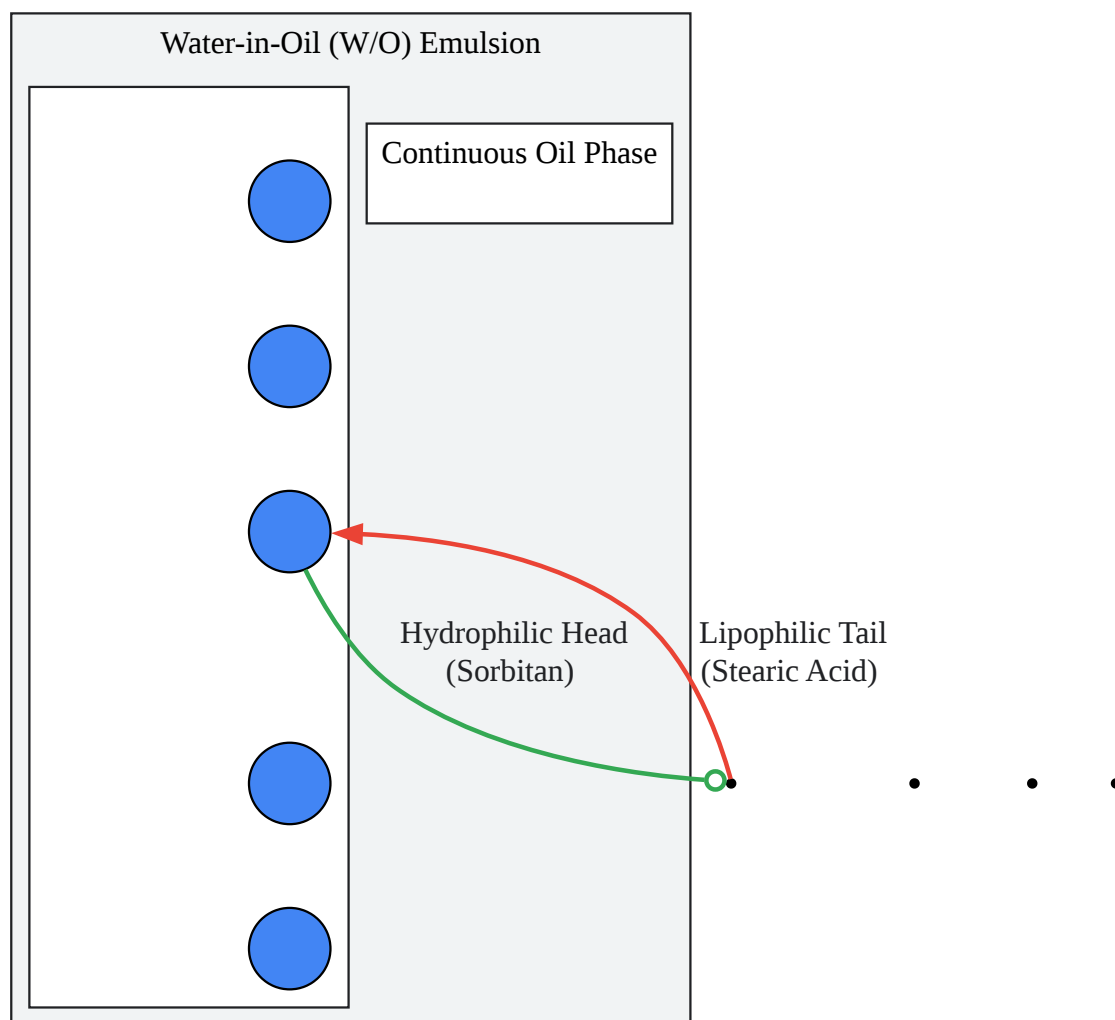 Water-in-Oil (W/O) Emulsion
Continuous Oil Phase
Hydrophilic Head
(Sorbitan)
Lipophilic Tail
(Stearic Acid)